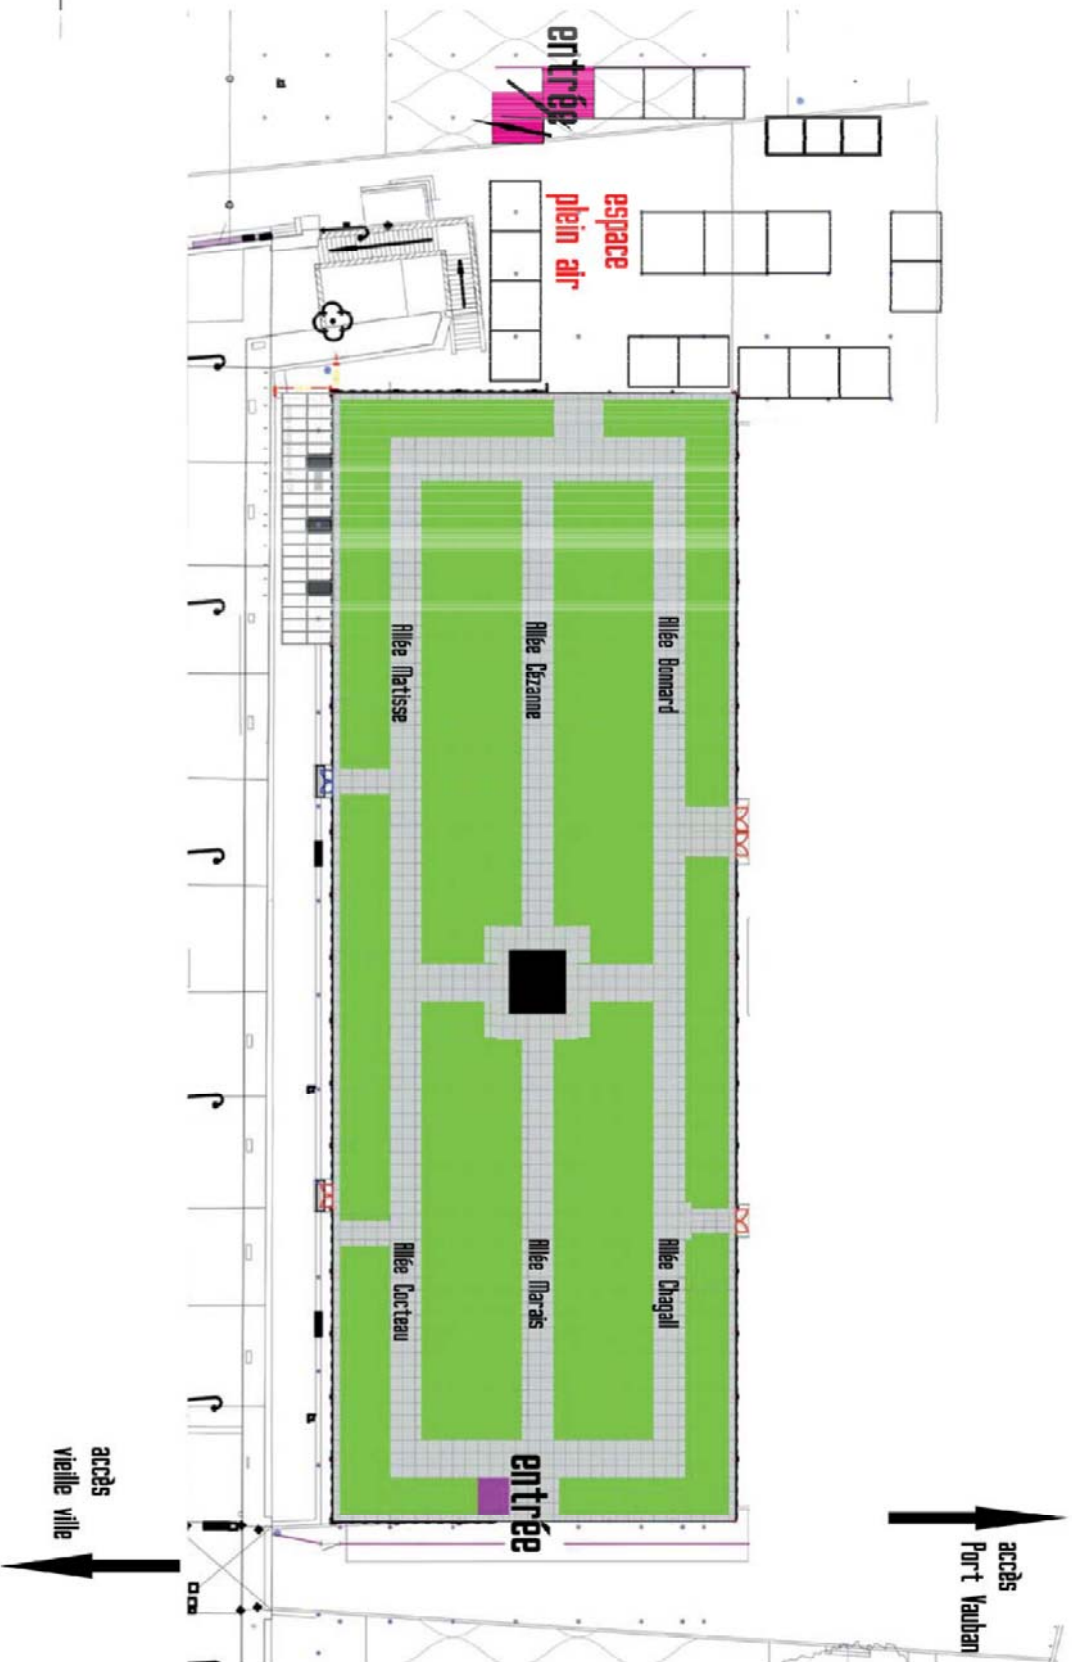 entrée
espace
plein air
Allée Bonnard
Allée Cézanne
Allée Matisse
Allée Chagall
Allée Marais
Allée Cocteau
entrée
accès
Port Vauban
accès
vieille ville